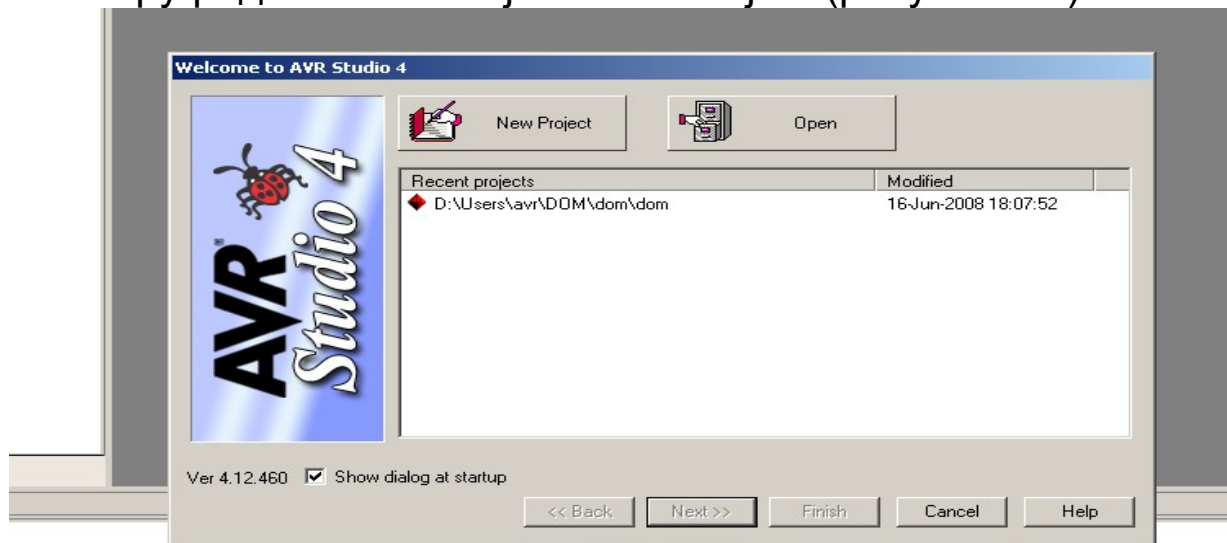 Welcome to AVR Studio 4
New Project
Open
AVR
Studio 4
Recent projects Modified
D:\Users\avr\DOM\dom\dom 16-Jun-2008 18:07:52
Ver 4.12.460 Show dialog at startup
<< Back Next >> Finish Cancel Help